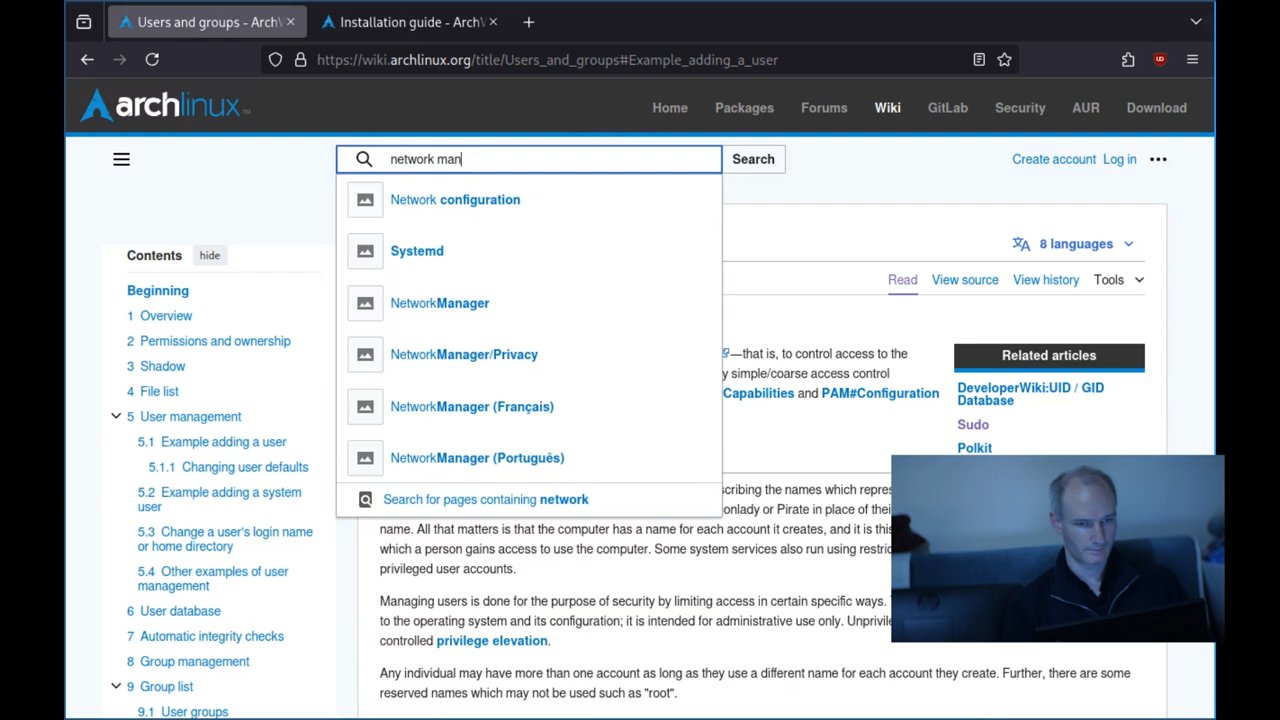 Users and groups - ArchW
Installation guide - ArchW
https://wiki.archlinux.org/title/Users_and_groups#Example_adding_a_user
archlinux
Home
Packages
Forums
Wiki
GitLab
Security
AUR
Download
network man
Search
Create account
Log in
Network configuration
Systemd
NetworkManager
NetworkManager/Privacy
NetworkManager (Français)
NetworkManager (Português)
Search for pages containing network
Contents
hide
Beginning
1 Overview
2 Permissions and ownership
3 Shadow
4 File list
5 User management
5.1 Example adding a user
5.1.1 Changing user defaults
5.2 Example adding a system
user
5.3 Change a user's login name
or home directory
5.4 Other examples of user
management
6 User database
7 Automatic integrity checks
8 Group management
9 Group list
9.1 User groups
8 languages
Read
View source
View history
Tools
—that is, to control access to the
simple/coarse access control
Capabilities and PAM#Configuration
Related articles
DeveloperWiki:UID / GID
Database
Sudo
Polkit
scribing the names which repres
onlady or Pirate in place of their
name. All that matters is that the computer has a name for each account it creates, and it is this
which a person gains access to use the computer. Some system services also run using restric
privileged user accounts.
Managing users is done for the purpose of security by limiting access in certain specific ways.
to the operating system and its configuration; it is intended for administrative use only. Unprivil
controlled privilege elevation.
Any individual may have more than one account as long as they use a different name for each account they create. Further, there are some
reserved names which may not be used such as "root".